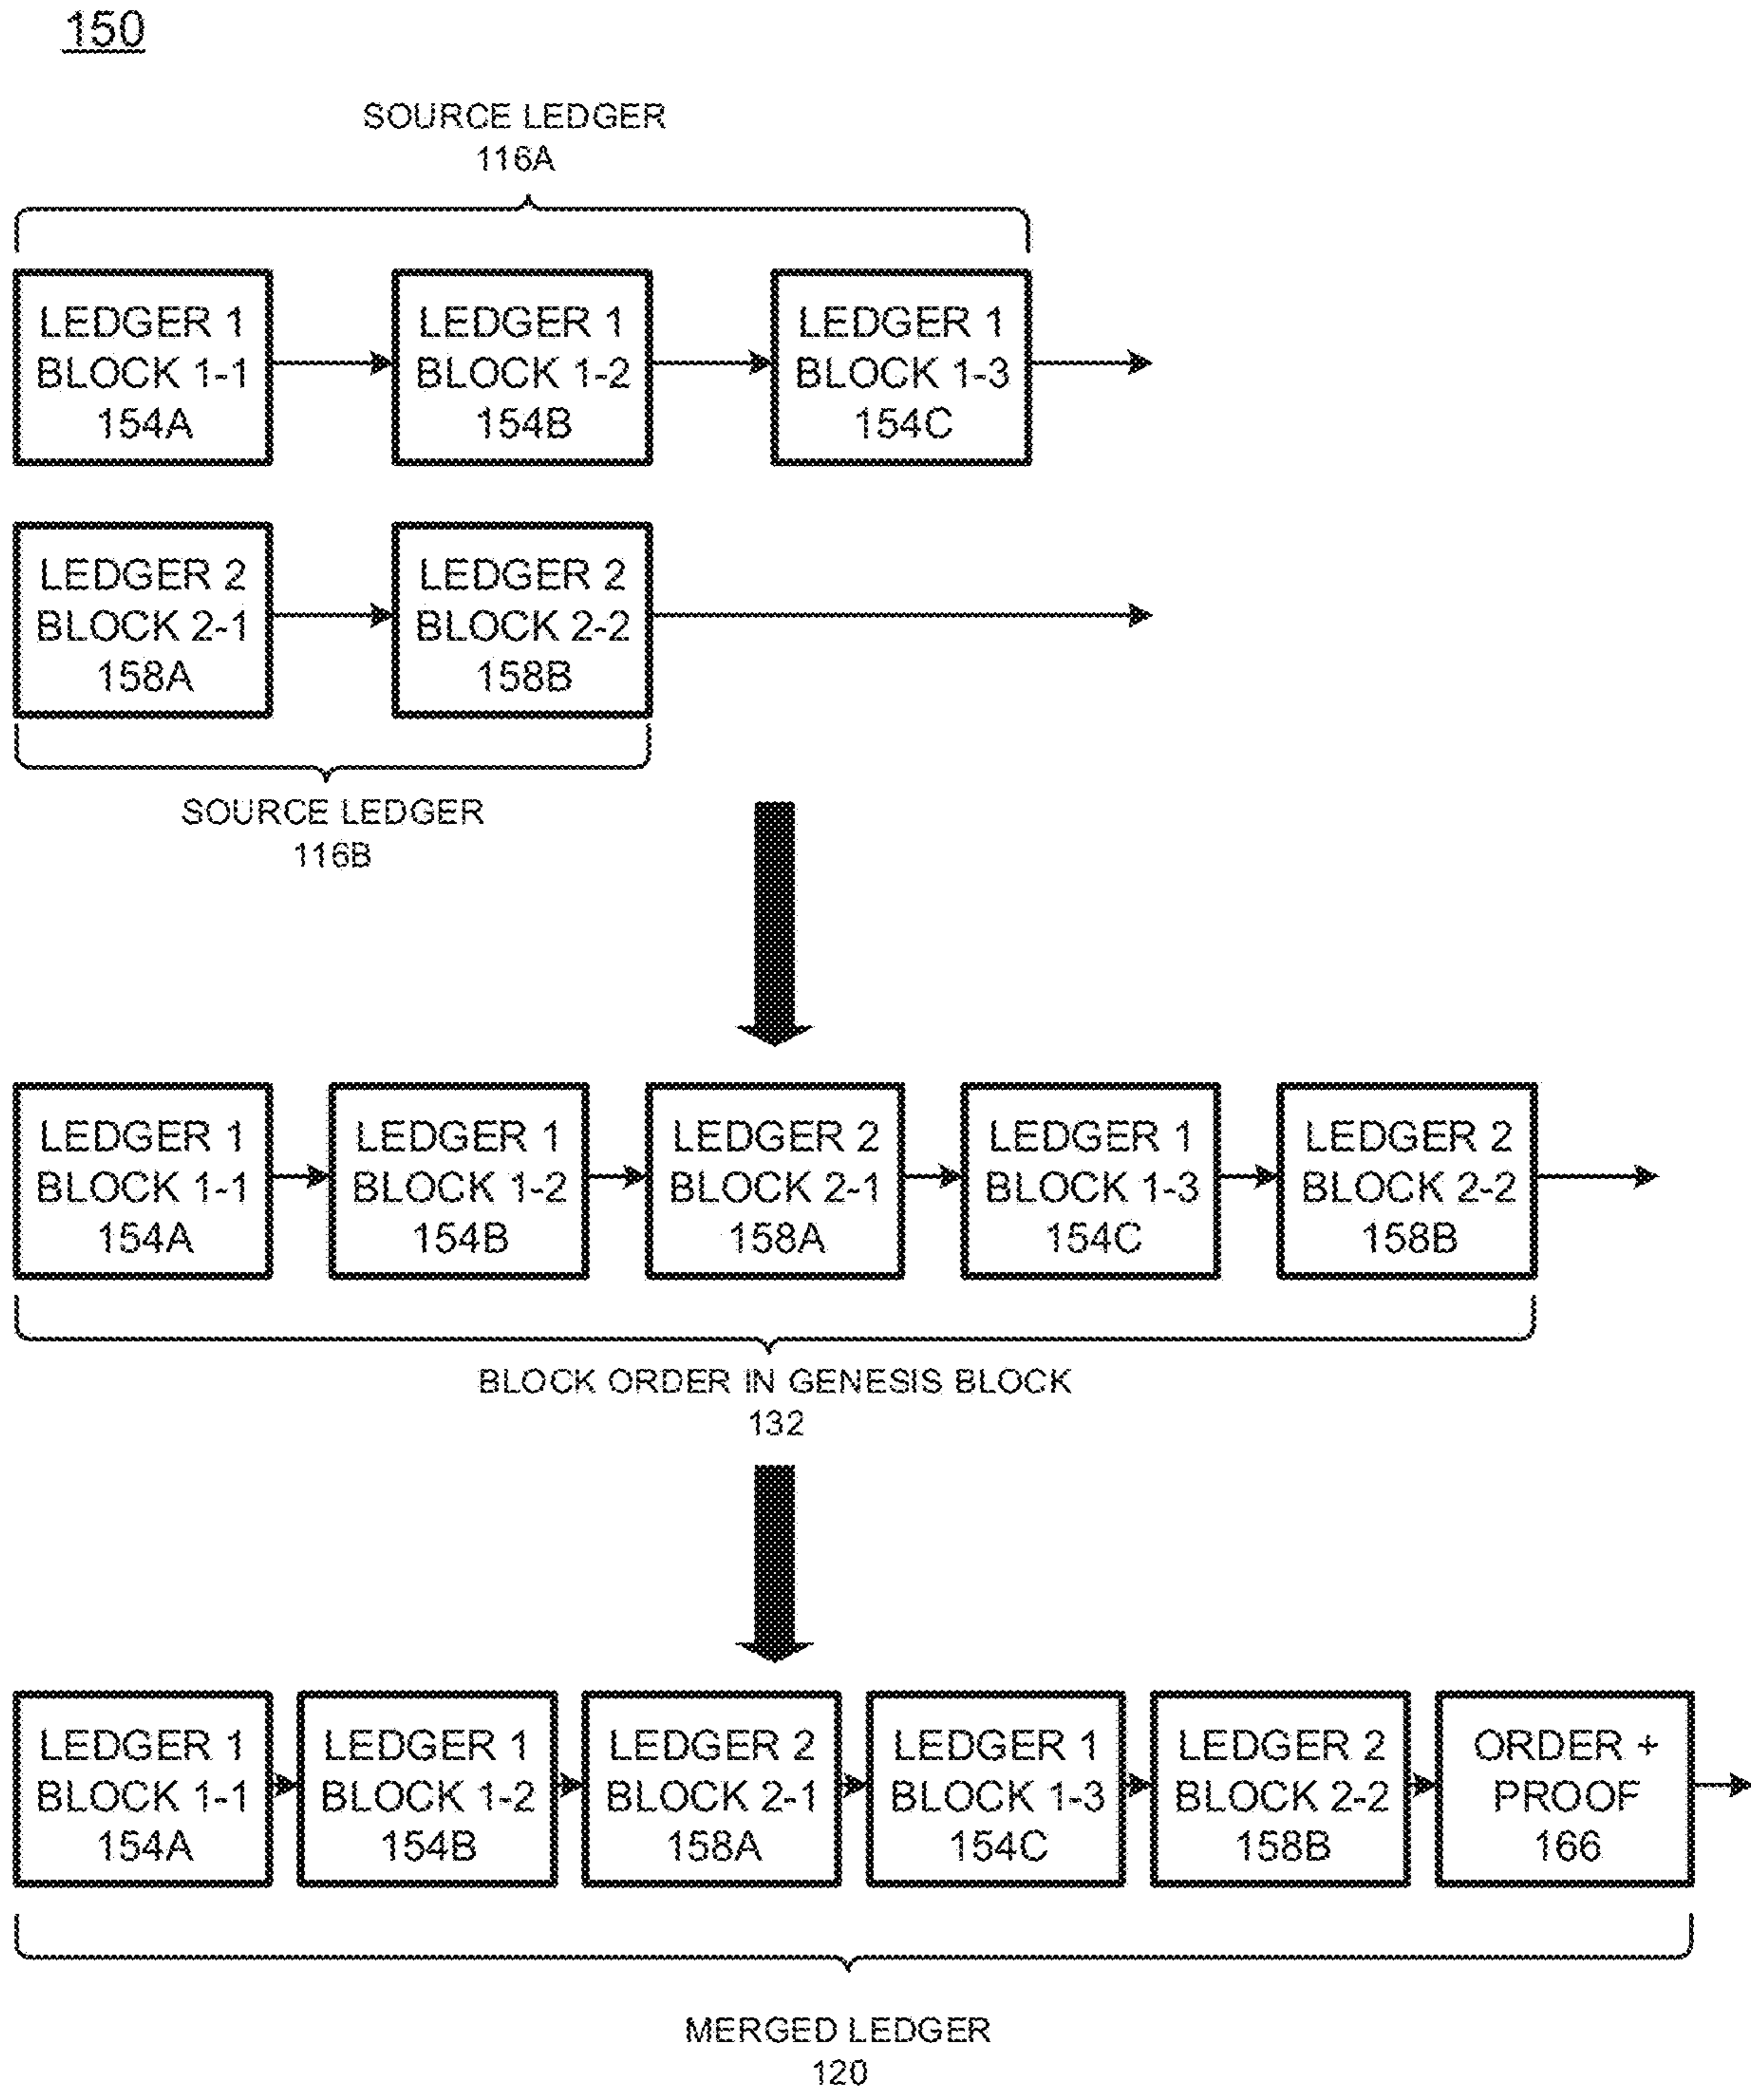 150
SOURCE LEDGER
116A
LEDGER 1
BLOCK 1-1
154A
LEDGER 1
BLOCK 1-2
154B
LEDGER 1
BLOCK 1-3
154C
LEDGER 2
BLOCK 2-1
158A
LEDGER 2
BLOCK 2-2
158B
SOURCE LEDGER
116B
LEDGER 1
BLOCK 1-1
154A
LEDGER 1
BLOCK 1-2
154B
LEDGER 2
BLOCK 2-1
158A
LEDGER 1
BLOCK 1-3
154C
LEDGER 2
BLOCK 2-2
158B
BLOCK ORDER IN GENESIS BLOCK
132
LEDGER 1
BLOCK 1-1
154A
LEDGER 1
BLOCK 1-2
154B
LEDGER 2
BLOCK 2-1
158A
LEDGER 1
BLOCK 1-3
154C
LEDGER 2
BLOCK 2-2
158B
ORDER +
PROOF
166
MERGED LEDGER
120